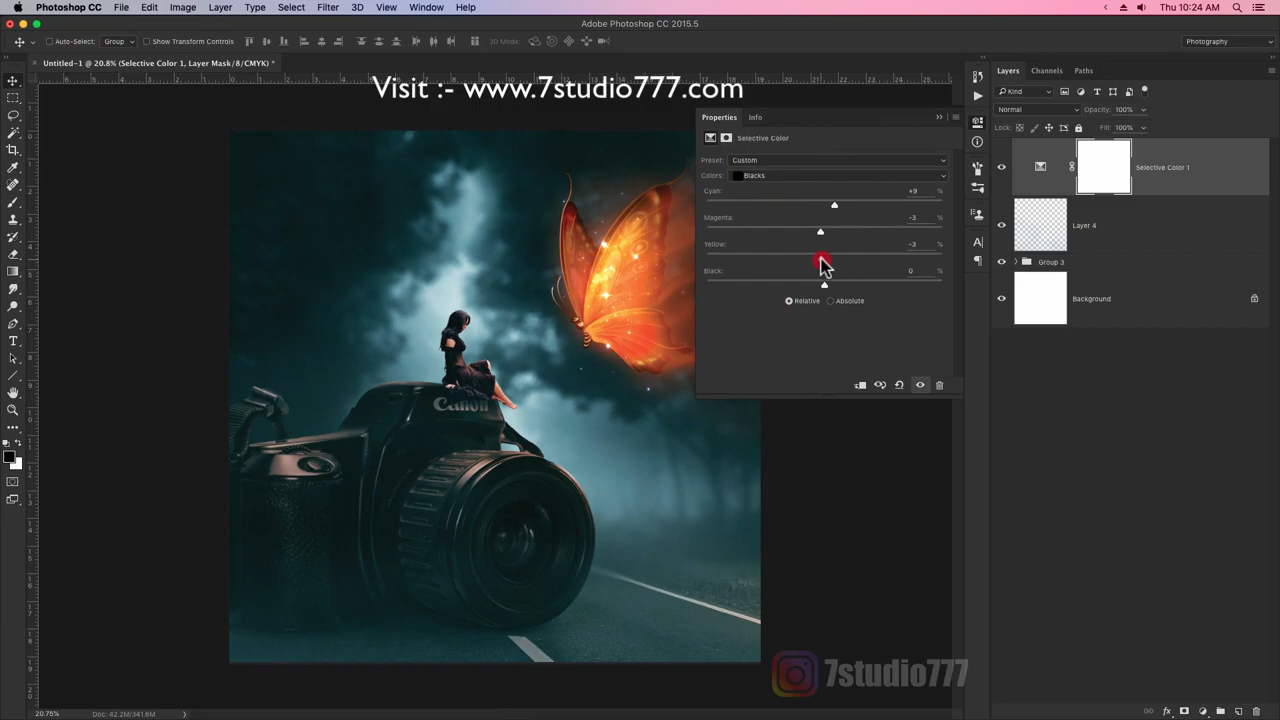 Photoshop CC File Edit Image Layer Type Select Filter 3D View Window Help Thu 10:24 AM
Adobe Photoshop CC 2015.5
Auto-Select: Group Show Transform Controls 3D Mode: Photography
Untitled-1 @ 20.8% (Selective Color 1, Layer Mask/8/CMYK) *
Visit :- www.7studio777.com
Properties Info
Selective Color
Preset: Custom
Colors: Blacks
Cyan: +9 %
Magenta: -3 %
Yellow: -3 %
Black: 0 %
Relative Absolute
Layers Channels Paths
Kind
Normal Opacity: 100%
Lock: Fill: 100%
Selective Color 1
Layer 4
Group 3
Background
Canon
7studio777
20.75% Doc: 42.2M/341.6M